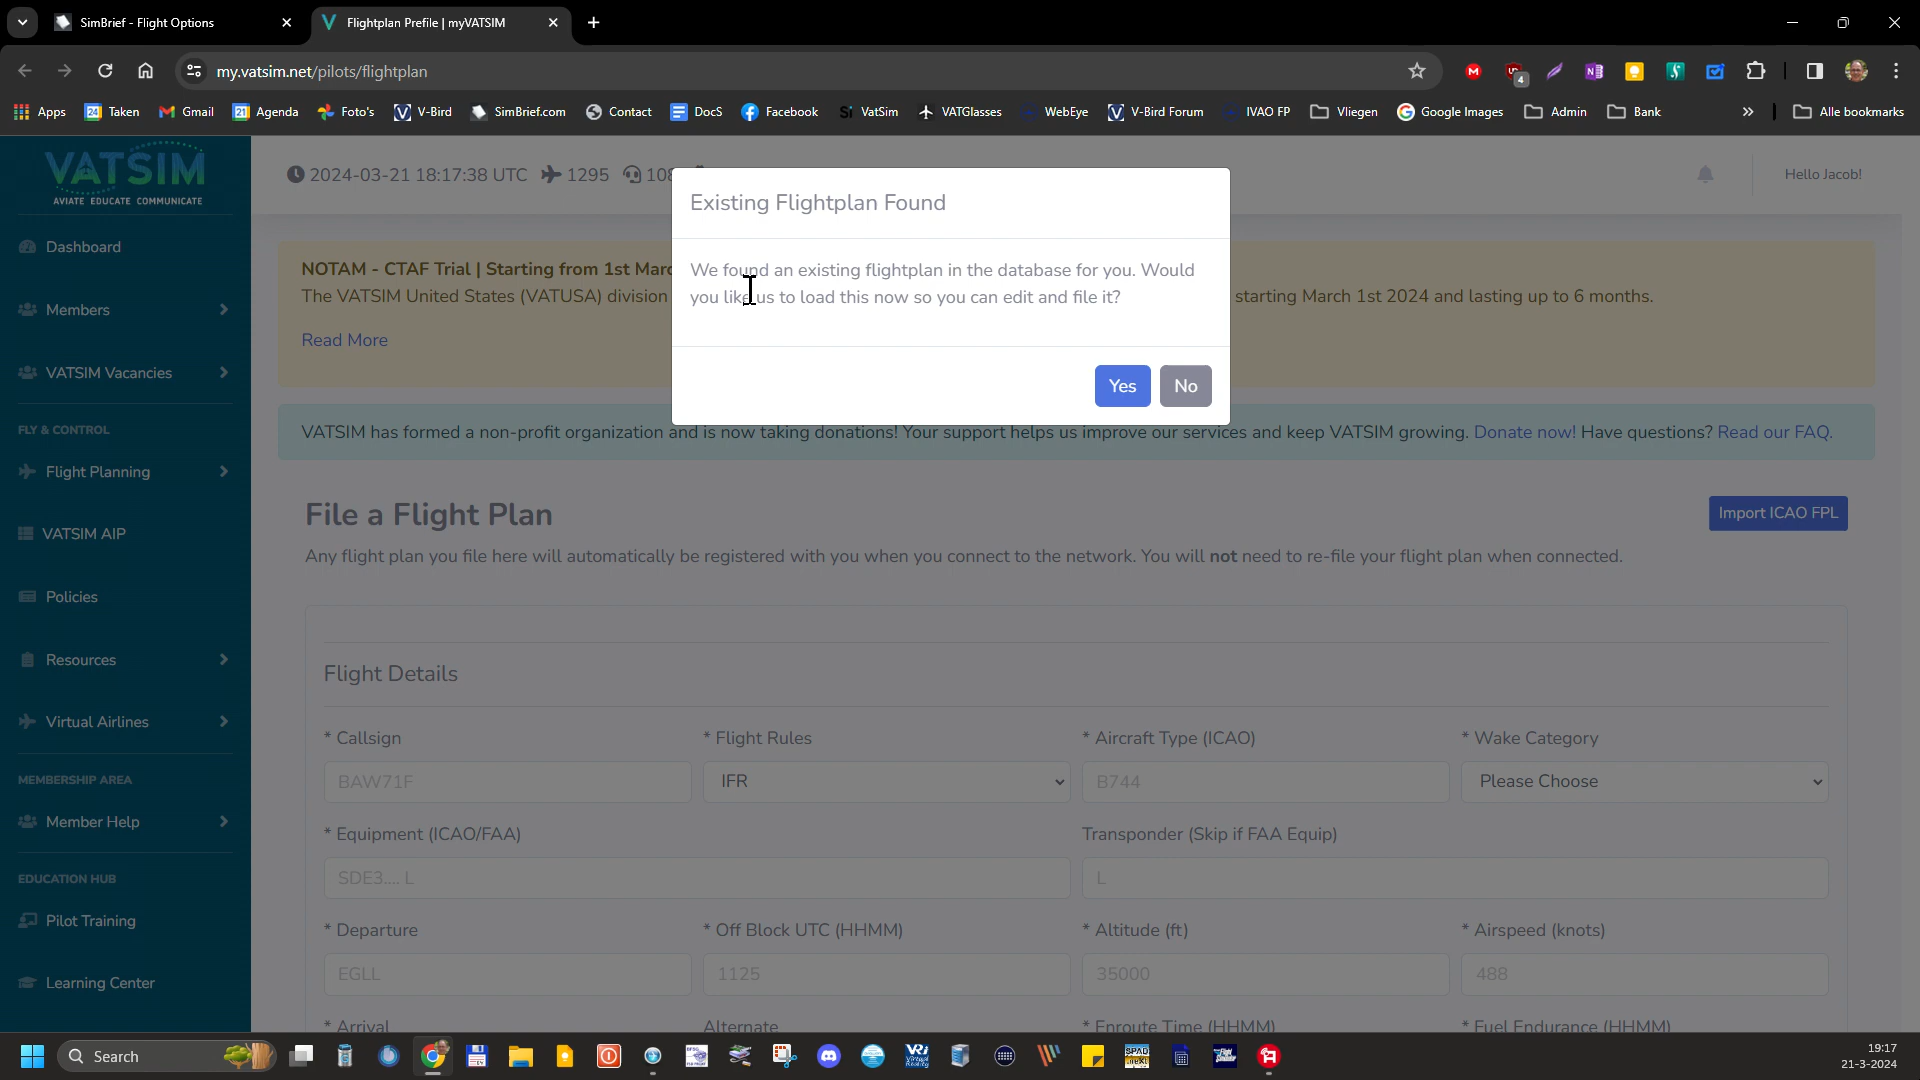 SimBrief - Flight Options
Flightplan Prefile | myVATSIM
my.vatsim.net/pilots/flightplan
4
Apps
Taken
Gmail
Agenda
Foto's
V-Bird
SimBrief.com
Contact
DocS
Facebook
VatSim
VATGlasses
WebEye
V-Bird Forum
IVAO FP
Vliegen
Google Images
Admin
Bank
»
Alle bookmarks
VATSIM
AVIATE EDUCATE COMMUNICATE
2024-03-21 18:17:38 UTC
1295
Hello Jacob!
Existing Flightplan Found
We found an existing flightplan in the database for you. Would
you like us to load this now so you can edit and file it?
Yes
No
Dashboard
Members
VATSIM Vacancies
FLY & CONTROL
Flight Planning
VATSIM AIP
Policies
Resources
Virtual Airlines
MEMBERSHIP AREA
Member Help
EDUCATION HUB
Pilot Training
Learning Center
NOTAM - CTAF Trial | Starting from 1st Marc
The VATSIM United States (VATUSA) division
starting March 1st 2024 and lasting up to 6 months.
Read More
VATSIM has formed a non-profit organization and is now taking donations! Your support helps us improve our services and keep VATSIM growing. Donate now! Have questions? Read our FAQ.
File a Flight Plan
Import ICAO FPL
Any flight plan you file here will automatically be registered with you when you connect to the network. You will not need to re-file your flight plan when connected.
Flight Details
* Callsign
* Flight Rules
* Aircraft Type (ICAO)
* Wake Category
BAW71F
IFR
B744
Please Choose
* Equipment (ICAO/FAA)
Transponder (Skip if FAA Equip)
SDE3.... L
L
* Departure
* Off Block UTC (HHMM)
* Altitude (ft)
* Airspeed (knots)
EGLL
1125
35000
488
* Arrival
Alternate
* Enroute Time (HHMM)
* Fuel Endurance (HHMM)
Search
19:17
21-3-2024